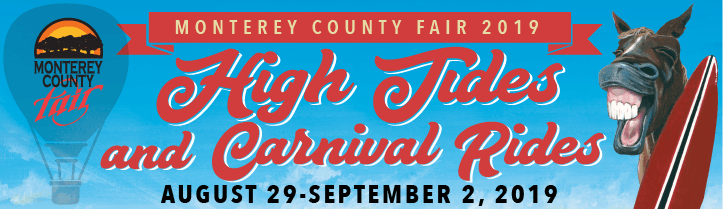 MONTEREY COUNTY FAIR 2019
MONTEREY
COUNTY
Fair
High Tides
and Carnival Rides
AUGUST 29-SEPTEMBER 2, 2019